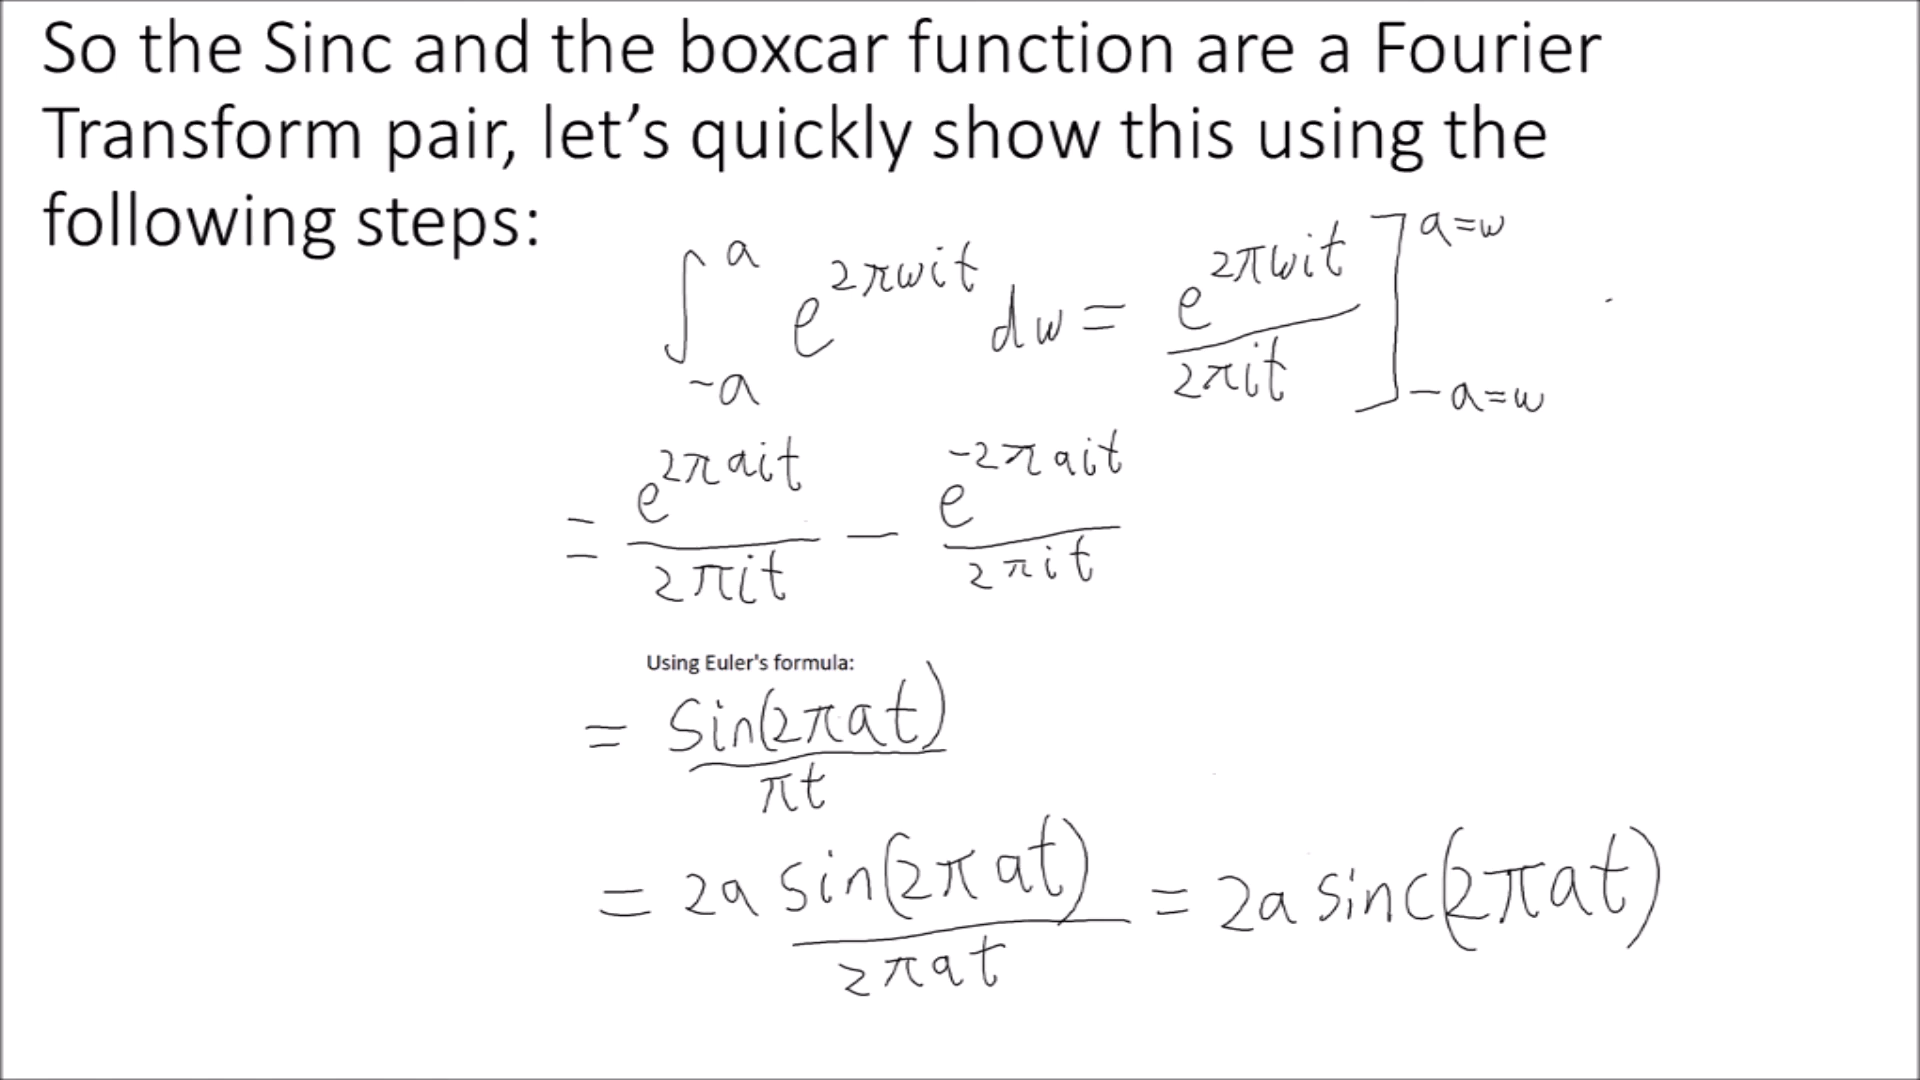 So the Sinc and the boxcar function are a Fourier
Transform pair, let's quickly show this using the
following steps:
∫_{-a}^{a} e^{2πwit} dw = e^{2πwit}/2πit ]_{-a=w}^{a=w}
= e^{2πait}/2πit − e^{-2πait}/2πit
Using Euler's formula:
= Sin(2πat)/πt
= 2a sin(2πat)/2πat = 2a sinc(2πat)